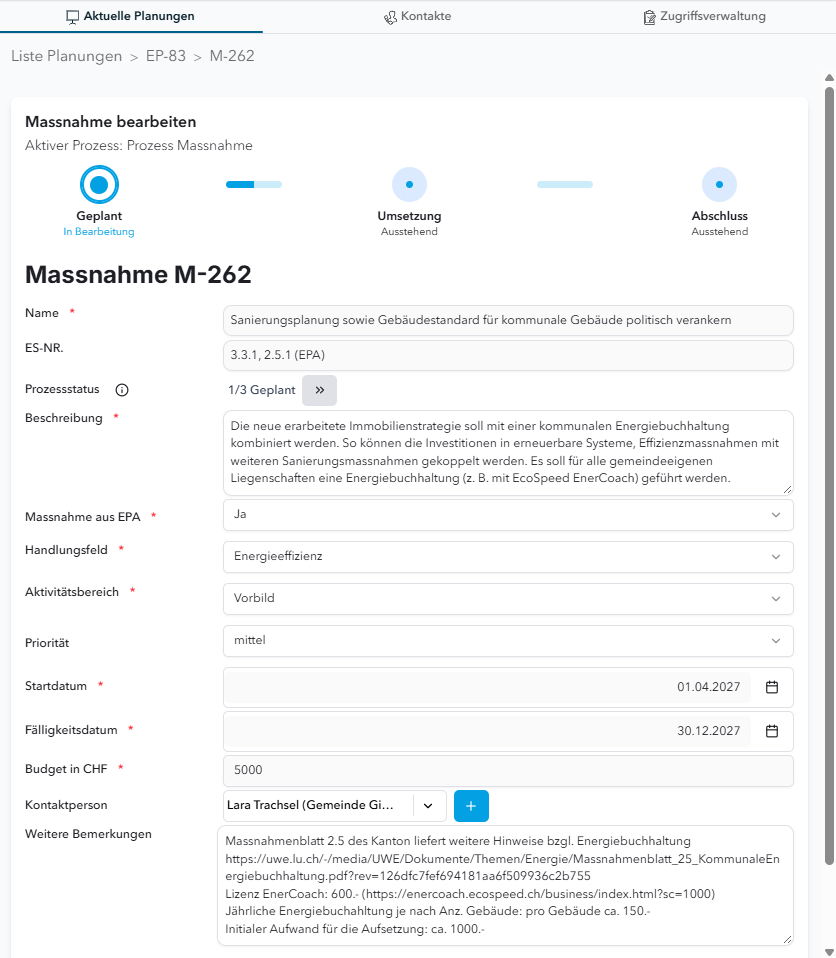 Aktuelle Planungen
Kontakte
Zugriffsverwaltung
Liste Planungen > EP-83 > M-262
Massnahme bearbeiten
Aktiver Prozess: Prozess Massnahme
Geplant
In Bearbeitung
Umsetzung
Ausstehend
Abschluss
Ausstehend
Massnahme M-262
Name *
Sanierungsplanung sowie Gebäudestandard für kommunale Gebäude politisch verankern
ES-NR.
3.3.1, 2.5.1 (EPA)
Prozessstatus
1/3 Geplant »
Beschreibung *
Die neue erarbeitete Immobilienstrategie soll mit einer kommunalen Energiebuchhaltung
kombiniert werden. So können die Investitionen in erneuerbare Systeme, Effizienzmassnahmen mit
weiteren Sanierungsmassnahmen gekoppelt werden. Es soll für alle gemeindeeigenen
Liegenschaften eine Energiebuchhaltung (z. B. mit EcoSpeed EnerCoach) geführt werden.
Massnahme aus EPA *
Ja
Handlungsfeld *
Energieeffizienz
Aktivitätsbereich *
Vorbild
Priorität
mittel
Startdatum *
01.04.2027
Fälligkeitsdatum *
30.12.2027
Budget in CHF *
5000
Kontaktperson
Lara Trachsel (Gemeinde Gi...
+
Weitere Bemerkungen
Massnahmenblatt 2.5 des Kanton liefert weitere Hinweise bzgl. Energiebuchhaltung
https://uwe.lu.ch/-/media/UWE/Dokumente/Themen/Energie/Massnahmenblatt_25_KommunaleEn
ergiebuchhaltung.pdf?rev=126dfc7fef694181aa6f509936c2b755
Lizenz EnerCoach: 600.- (https://enercoach.ecospeed.ch/business/index.html?sc=1000)
Jährliche Energiebuchahltung je nach Anz. Gebäude: pro Gebäude ca. 150.-
Initialer Aufwand für die Aufsetzung: ca. 1000.-